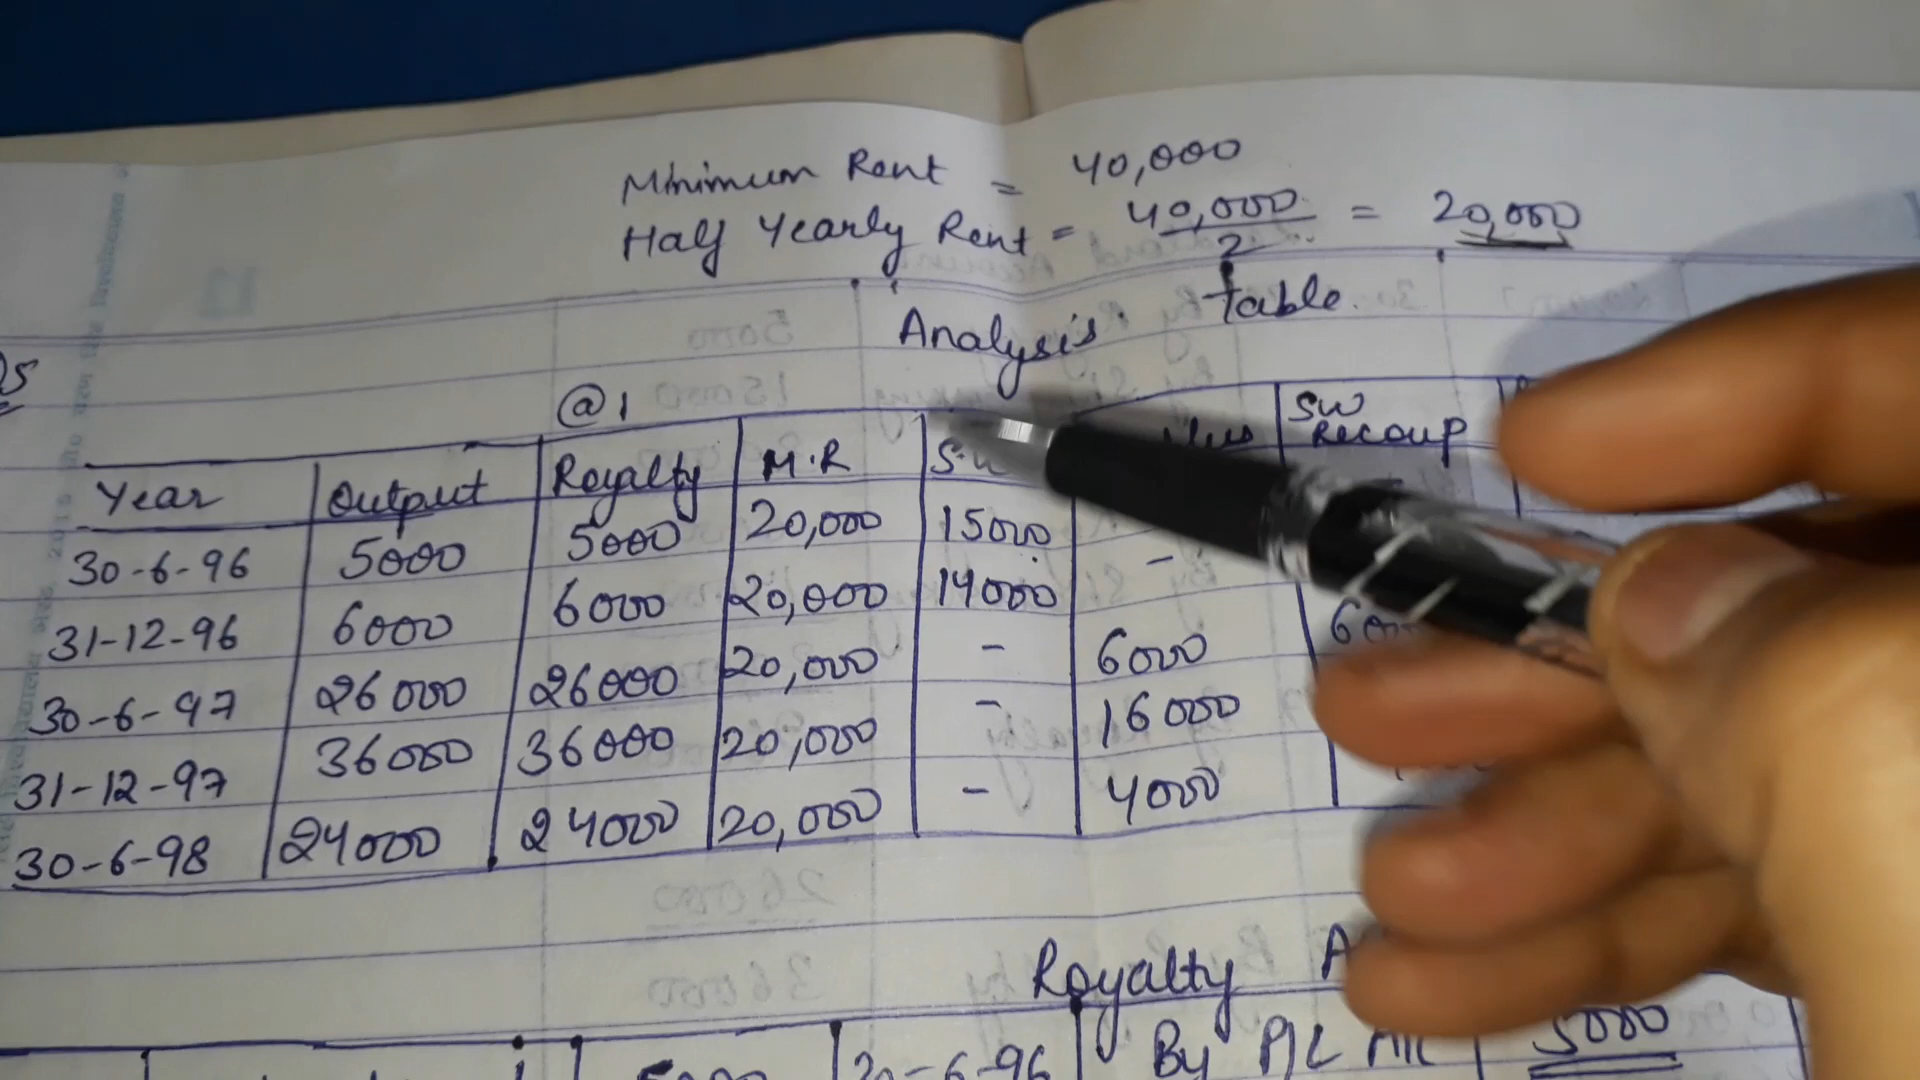 Minimum Rent = 40,000
Half Yearly Rent = 40,000 / 2 = 20,000
Analysis Table.
@1
Year Output Royalty M.R S.W SW Recoup
30-6-96 5000 5000 20,000 15000 -
31-12-96 6000 6000 20,000 14000
30-6-97 26000 26000 20,000 - 6000
31-12-97 36000 36000 20,000 - 16000
30-6-98 24000 24000 20,000 - 4000
Royalty
30-6-96 By P/L A/C 5000